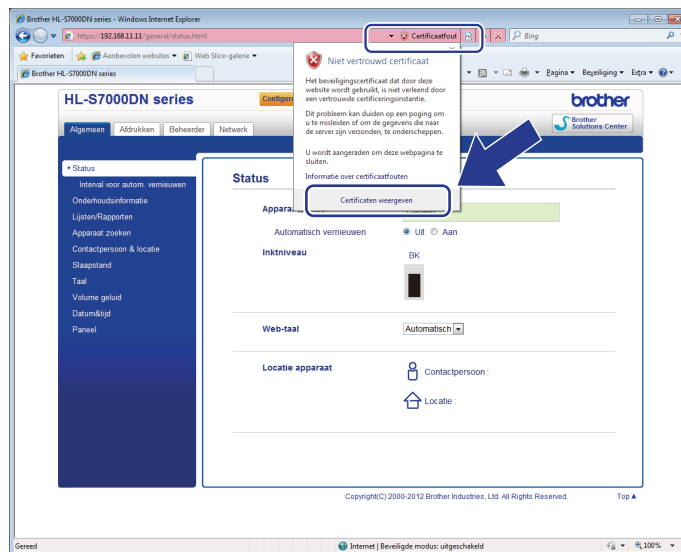 Brother HL-S7000DN series - Windows Internet Explorer
https://192.168.11.11/general/status.html
Certificaatfout
Bing
Favorieten
Aanbevolen websites
Web Slice-galerie
Brother HL-S7000DN series
Pagina
Beveiliging
Extra
HL-S7000DN series
brother
Algemeen
Afdrukken
Beheerder
Netwerk
Brother
Solutions Center
Niet vertrouwd certificaat
Het beveiligingscertificaat dat door deze
website wordt gebruikt, is niet verleend door
een vertrouwde certificeringsinstantie.
Dit probleem kan duiden op een poging om
u te misleiden of om de gegevens die naar
de server zijn verzonden, te onderscheppen.
U wordt aangeraden om deze webpagina te
sluiten.
Informatie over certificaatfouten
Certificaten weergeven
Status
Interval voor autom. vernieuwen
Onderhoudsinformatie
Lijsten/Rapporten
Apparaat zoeken
Contactpersoon & locatie
Slaapstand
Taal
Volume geluid
Datum&tijd
Paneel
Status
Automatisch vernieuwen
Uit
Aan
Inktniveau
BK
Web-taal
Automatisch
Locatie apparaat
Contactpersoon :
Locatie :
Copyright(C) 2000-2012 Brother Industries, Ltd. All Rights Reserved.
Top
Gereed
Internet | Beveiligde modus: uitgeschakeld
100%